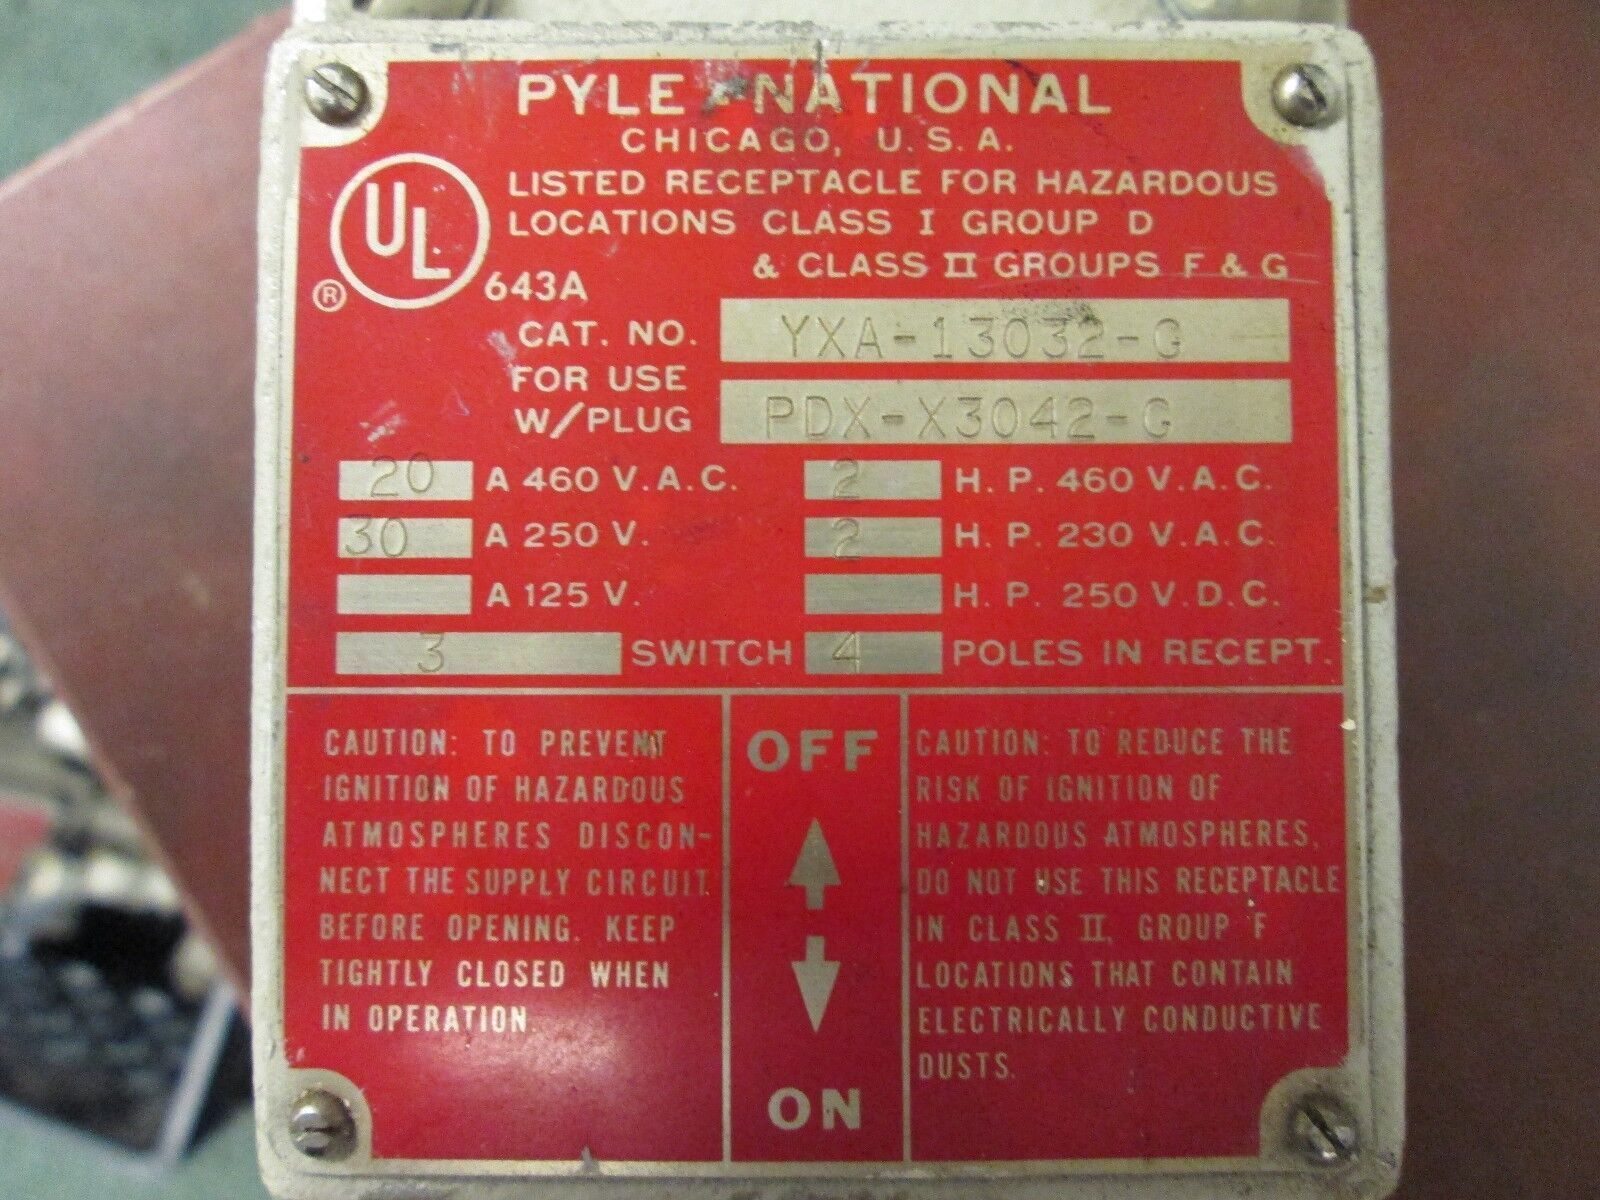 PYLE-NATIONAL
CHICAGO, U.S.A.
UL
®
LISTED RECEPTACLE FOR HAZARDOUS
LOCATIONS CLASS I GROUP D
& CLASS II GROUPS F & G
643A
CAT. NO. YXA-13032-G
FOR USE
W/PLUG PDX-X3042-G
20 A 460 V.A.C. 2 H.P. 460 V.A.C.
30 A 250 V. 2 H.P. 230 V.A.C.
A 125 V. H.P. 250 V.D.C.
3 SWITCH 4 POLES IN RECEPT.
CAUTION: TO PREVENT
IGNITION OF HAZARDOUS
ATMOSPHERES DISCON-
NECT THE SUPPLY CIRCUIT
BEFORE OPENING. KEEP
TIGHTLY CLOSED WHEN
IN OPERATION.
OFF
ON
CAUTION: TO REDUCE THE
RISK OF IGNITION OF
HAZARDOUS ATMOSPHERES,
DO NOT USE THIS RECEPTACLE
IN CLASS II, GROUP F
LOCATIONS THAT CONTAIN
ELECTRICALLY CONDUCTIVE
DUSTS.